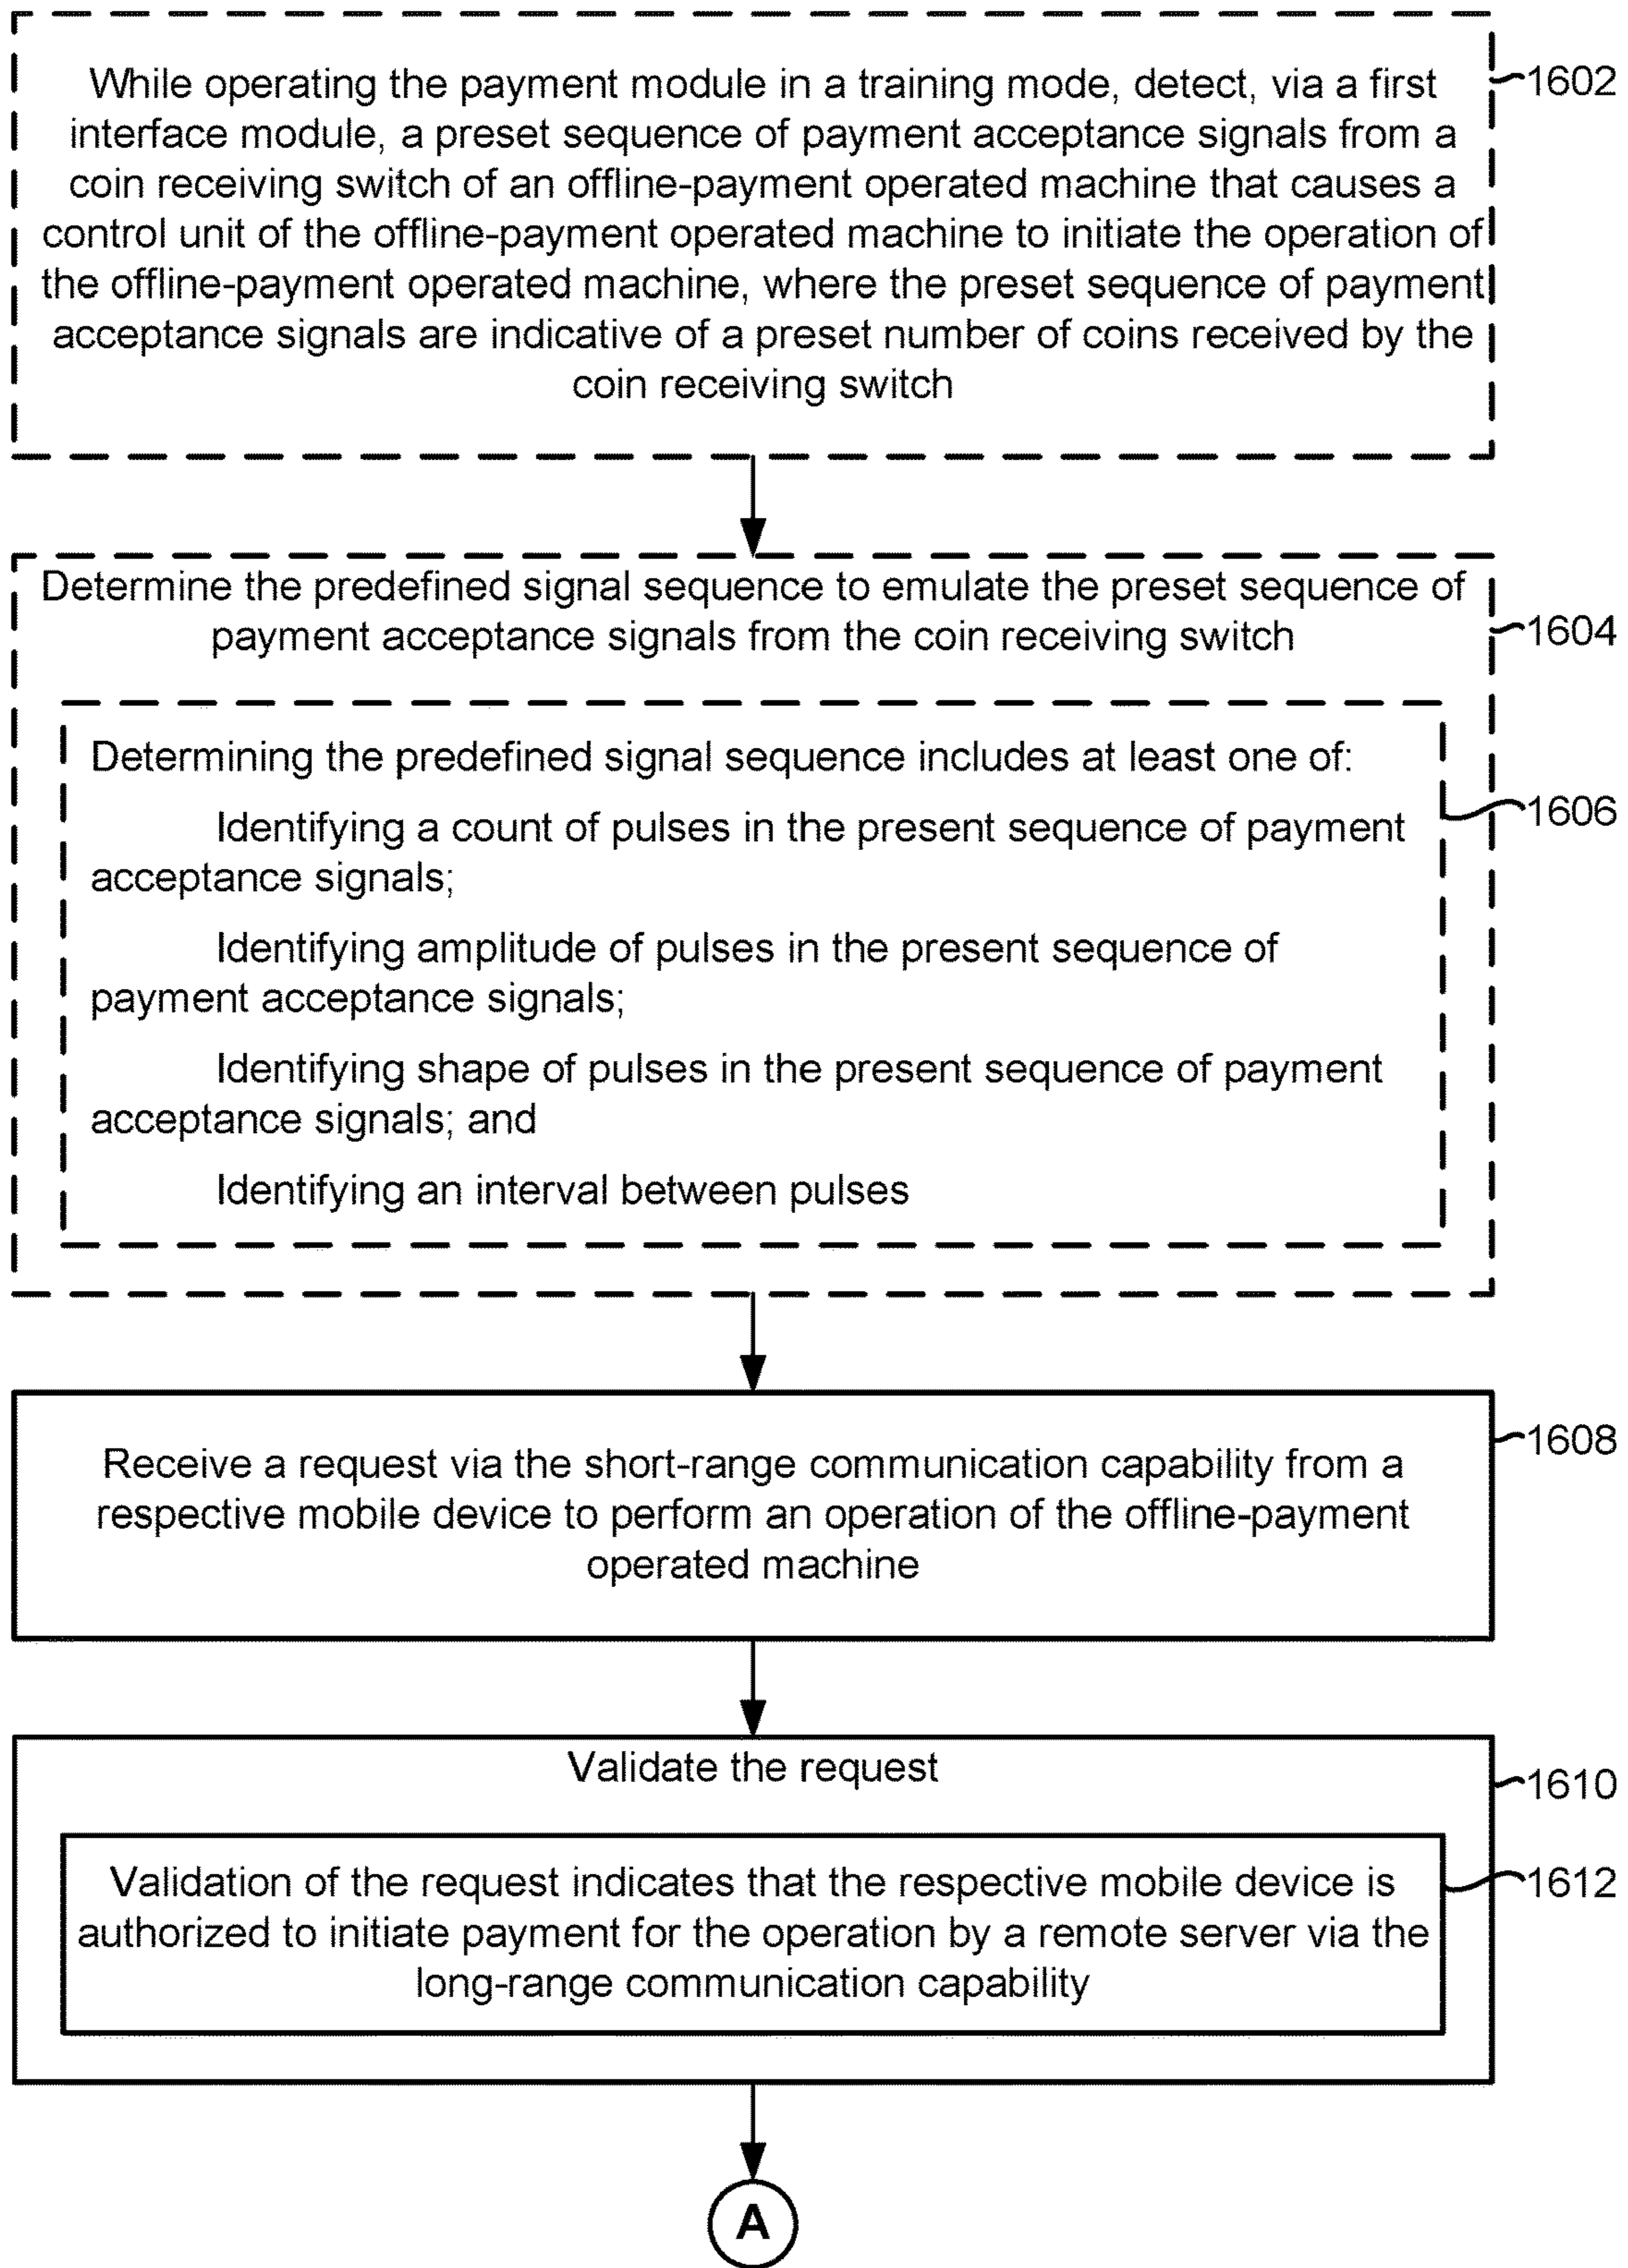 While operating the payment module in a training mode, detect, via a first
interface module, a preset sequence of payment acceptance signals from a
coin receiving switch of an offline-payment operated machine that causes a
control unit of the offline-payment operated machine to initiate the operation of
the offline-payment operated machine, where the preset sequence of payment
acceptance signals are indicative of a preset number of coins received by the
coin receiving switch
1602
Determine the predefined signal sequence to emulate the preset sequence of
payment acceptance signals from the coin receiving switch
1604
Determining the predefined signal sequence includes at least one of:
Identifying a count of pulses in the present sequence of payment
acceptance signals;
1606
Identifying amplitude of pulses in the present sequence of
payment acceptance signals;
Identifying shape of pulses in the present sequence of payment
acceptance signals; and
Identifying an interval between pulses
Receive a request via the short-range communication capability from a
respective mobile device to perform an operation of the offline-payment
operated machine
1608
Validate the request
1610
Validation of the request indicates that the respective mobile device is
authorized to initiate payment for the operation by a remote server via the
long-range communication capability
1612
A